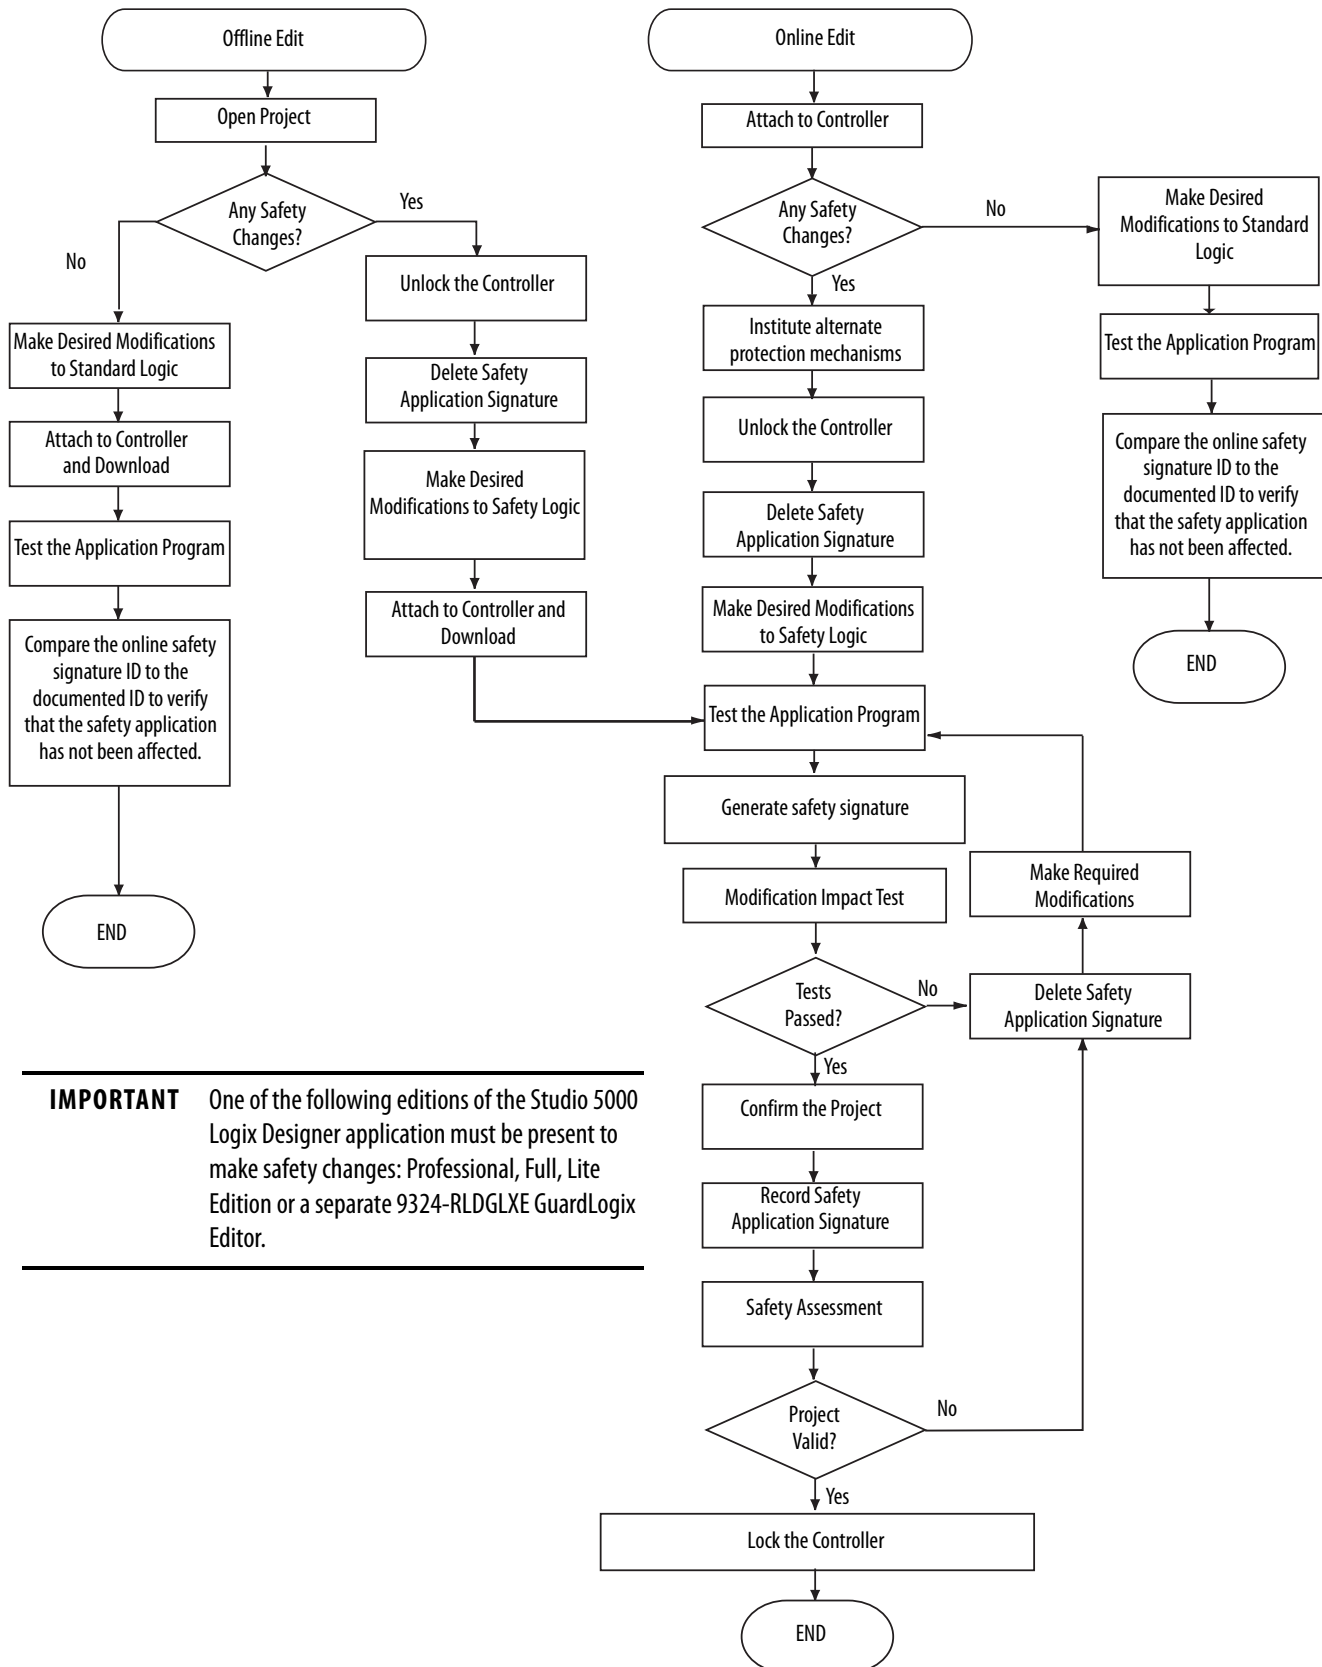 Offline Edit
Open Project
Any Safety
Changes?
Yes
No
Make Desired Modifications
to Standard Logic
Attach to Controller
and Download
Test the Application Program
Compare the online safety
signature ID to the
documented ID to verify
that the safety application
has not been affected.
END
Unlock the Controller
Delete Safety
Application Signature
Make Desired
Modifications to Safety Logic
Attach to Controller and
Download
Online Edit
Attach to Controller
Any Safety
Changes?
No
Yes
Make Desired
Modifications to Standard
Logic
Test the Application Program
Compare the online safety
signature ID to the
documented ID to verify
that the safety application
has not been affected.
END
Institute alternate
protection mechanisms
Unlock the Controller
Delete Safety
Application Signature
Make Desired Modifications
to Safety Logic
Test the Application Program
Generate safety signature
Modification Impact Test
Tests
Passed?
No
Yes
Delete Safety
Application Signature
Make Required
Modifications
Confirm the Project
Record Safety
Application Signature
Safety Assessment
Project
Valid?
No
Yes
Lock the Controller
END
IMPORTANT One of the following editions of the Studio 5000
Logix Designer application must be present to
make safety changes: Professional, Full, Lite
Edition or a separate 9324-RLDGLXE GuardLogix
Editor.